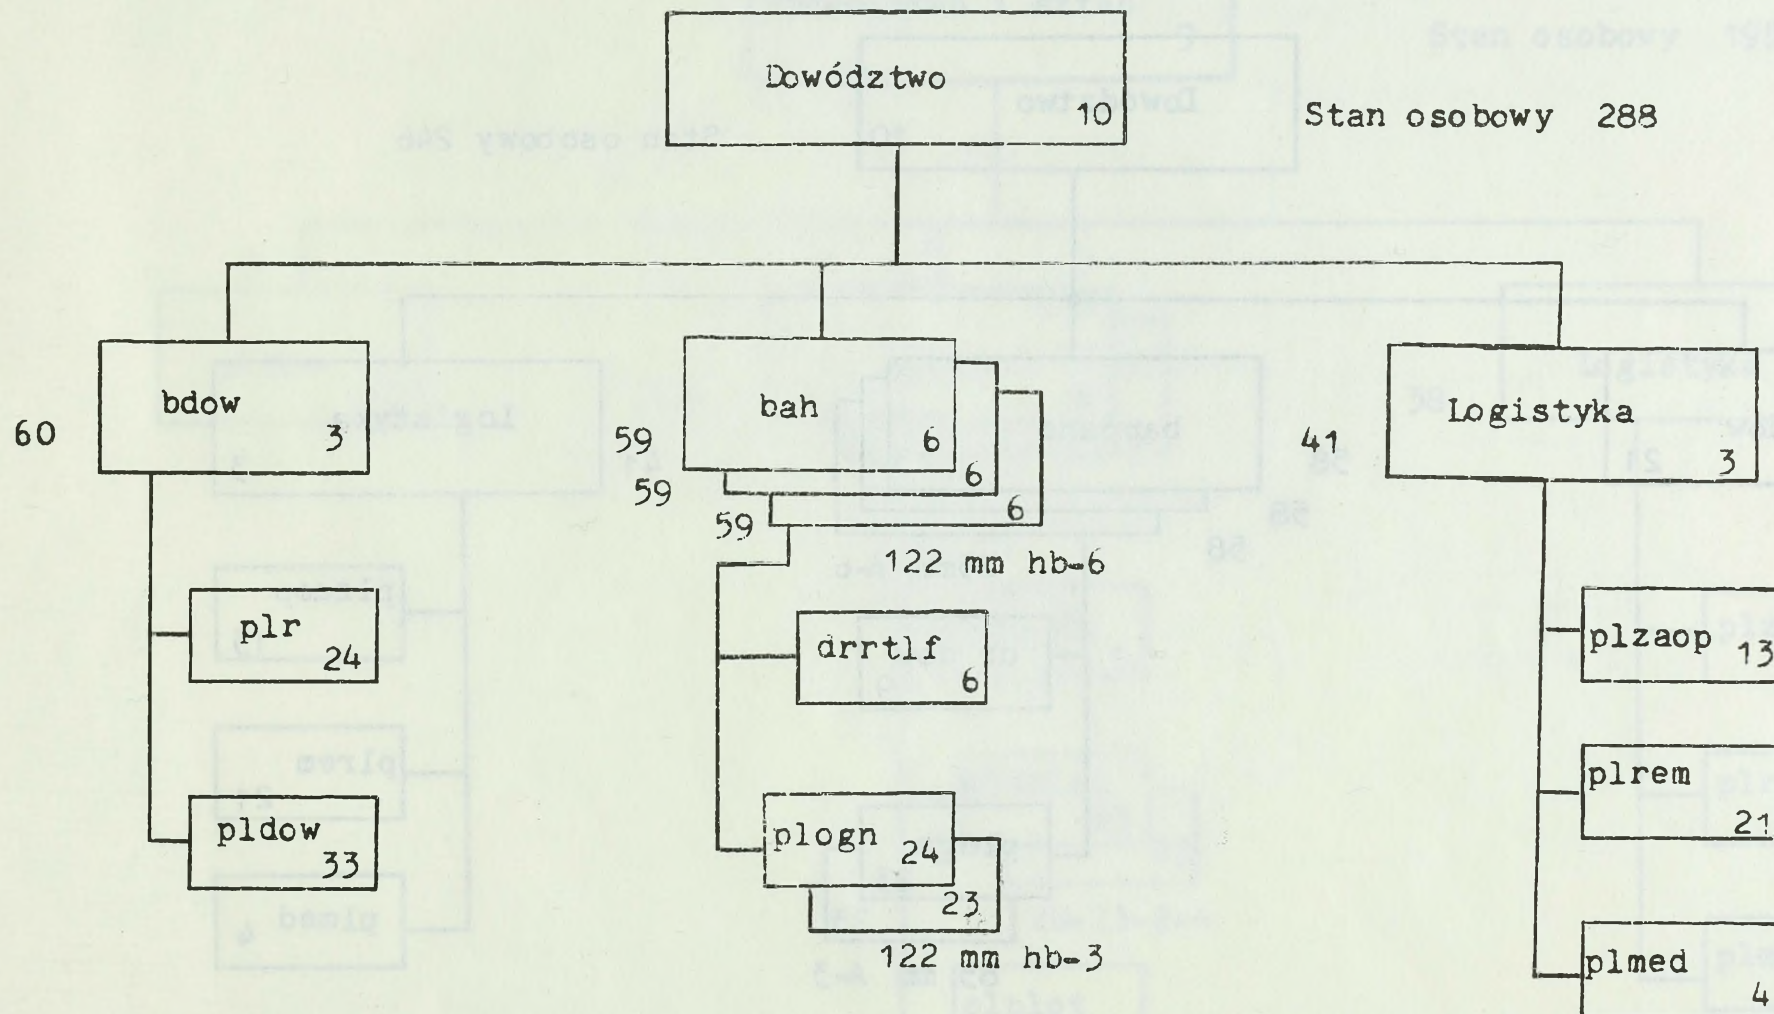 Dowództwo
10
Stan osobowy 288
60
bdow
3
plr
24
pldow
33
59
59
59
bah
6
6
6
122 mm hb-6
drrtlf
6
plogn
24
23
122 mm hb-3
41
Logistyka
3
plzaop
13
plrem
21
plmed
4